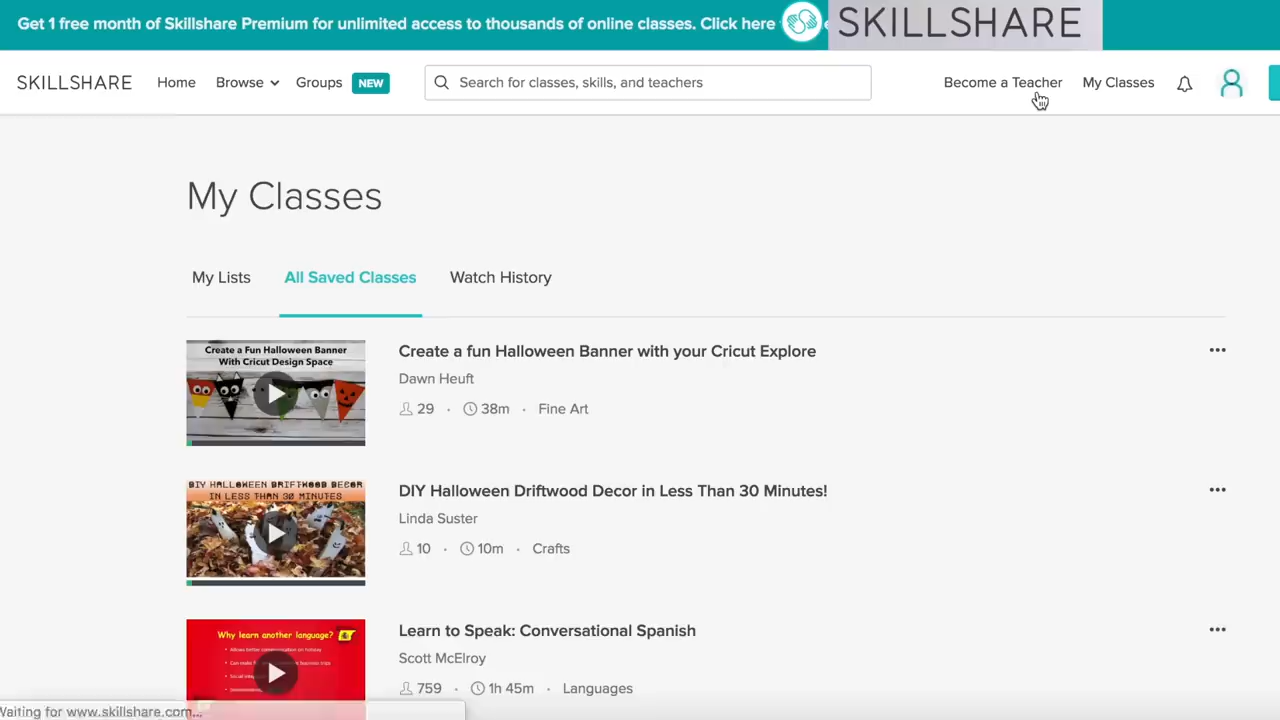 Get 1 free month of Skillshare Premium for unlimited access to thousands of online classes. Click here
SKILLSHARE
SKILLSHARE Home Browse Groups NEW Search for classes, skills, and teachers Become a Teacher My Classes
My Classes
My Lists All Saved Classes Watch History
Create a Fun Halloween Banner
With Cricut Design Space
Create a fun Halloween Banner with your Cricut Explore
Dawn Heuft
29 · 38m · Fine Art
DIY HALLOWEEN DRIFTWOOD DECOR
IN LESS THAN 30 MINUTES
DIY Halloween Driftwood Decor in Less Than 30 Minutes!
Linda Suster
10 · 10m · Crafts
Why learn another language?
• Allows better communication on holiday
Learn to Speak: Conversational Spanish
Scott McElroy
759 · 1h 45m · Languages
Waiting for www.skillshare.com...